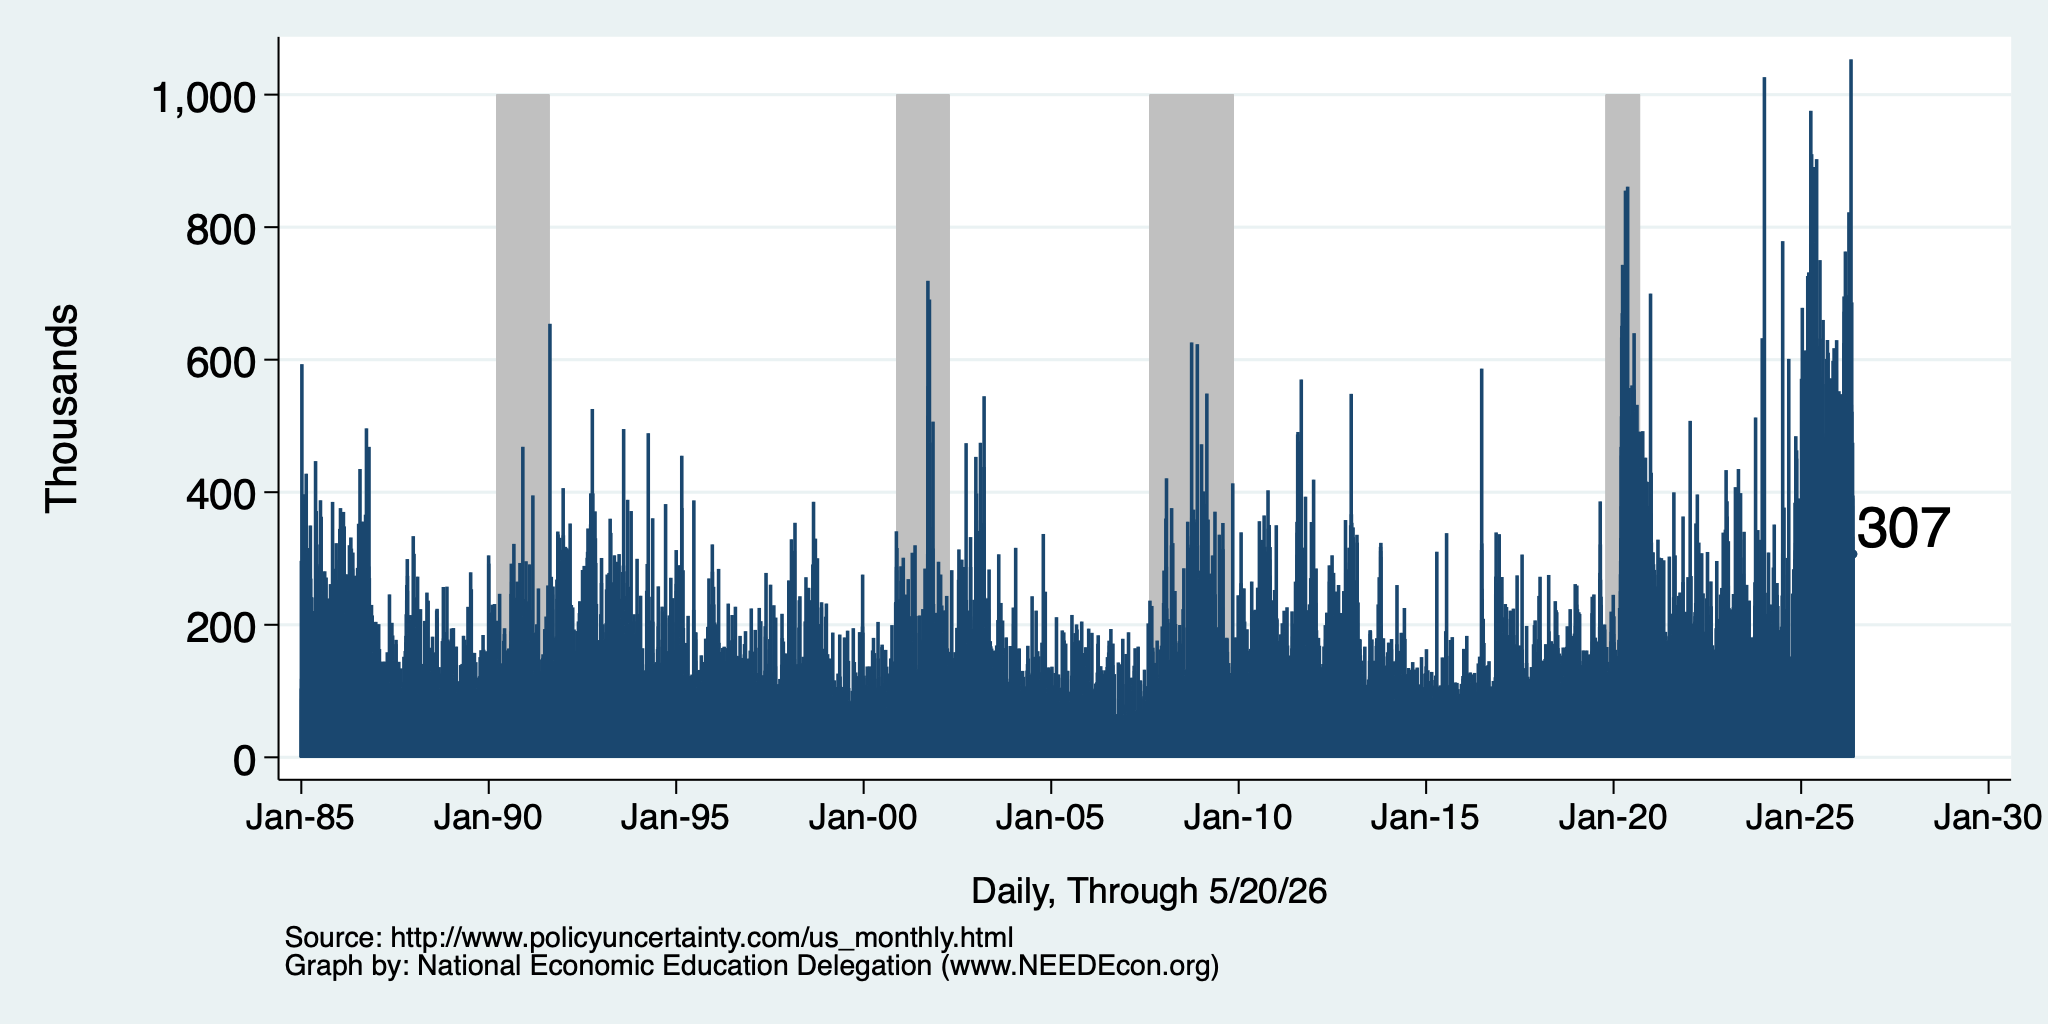 1,000
800
600
400
200
0
Thousands
307
Jan-85 Jan-90 Jan-95 Jan-00 Jan-05 Jan-10 Jan-15 Jan-20 Jan-25 Jan-30
Daily, Through 5/20/26
Source: http://www.policyuncertainty.com/us_monthly.html
Graph by: National Economic Education Delegation (www.NEEDEcon.org)